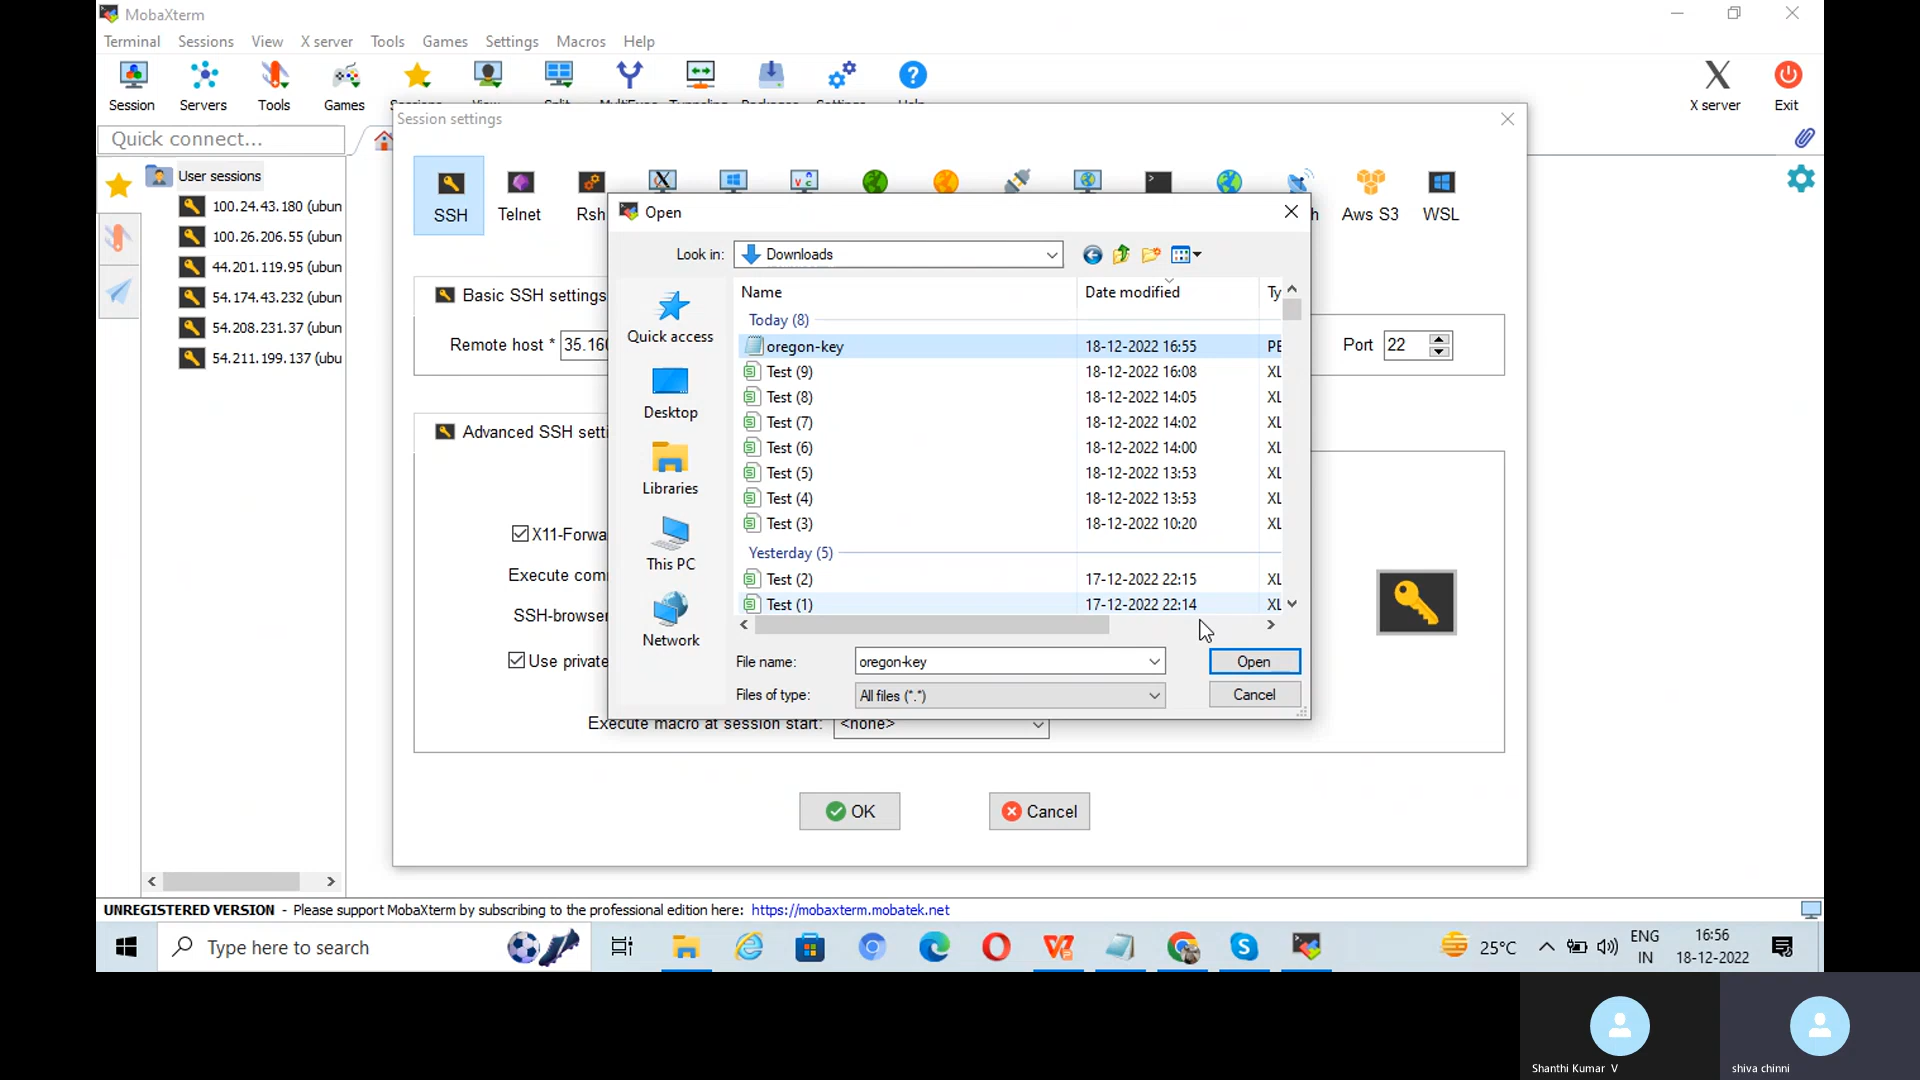 MobaXterm
Terminal Sessions View X server Tools Games Settings Macros Help
Session Servers Tools Games X server Exit
Session settings
Quick connect...
User sessions
100.24.43.180 (ubun
100.26.206.55 (ubun
44.201.119.95 (ubun
54.174.43.232 (ubun
54.208.231.37 (ubun
54.211.199.137 (ubu
SSH Telnet Rsh h Aws S3 WSL
Open
Look in: Downloads
Name Date modified Ty
Today (8)
oregon-key 18-12-2022 16:55 PE
Test (9) 18-12-2022 16:08 XL
Test (8) 18-12-2022 14:05 XL
Test (7) 18-12-2022 14:02 XL
Test (6) 18-12-2022 14:00 XL
Test (5) 18-12-2022 13:53 XL
Test (4) 18-12-2022 13:53 XL
Test (3) 18-12-2022 10:20 XL
Yesterday (5)
Test (2) 17-12-2022 22:15 XL
Test (1) 17-12-2022 22:14 XL
Quick access
Desktop
Libraries
This PC
Network
File name: oregon-key Open
Files of type: All files (*.*) Cancel
Basic SSH settings
Remote host * 35.160 Port 22
Advanced SSH setti
X11-Forwa
Execute com
SSH-browser
Use private
Execute macro at session start: <none>
OK Cancel
UNREGISTERED VERSION - Please support MobaXterm by subscribing to the professional edition here: https://mobaxterm.mobatek.net
Type here to search
25°C ENG IN 16:56 18-12-2022
Shanthi Kumar V
shiva chinni